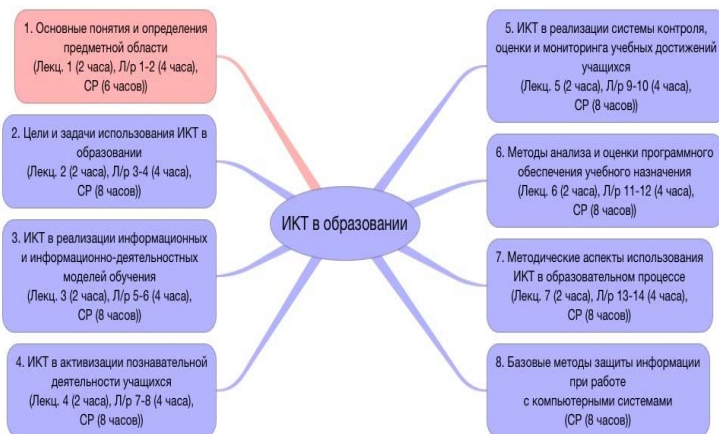 1. Основные понятия и определения
предметной области
(Лекц. 1 (2 часа), Л/р 1-2 (4 часа),
СР (6 часов))
2. Цели и задачи использования ИКТ в
образовании
(Лекц. 2 (2 часа), Л/р 3-4 (4 часа),
СР (8 часов))
3. ИКТ в реализации информационных
и информационно-деятельностных
моделей обучения
(Лекц. 3 (2 часа), Л/р 5-6 (4 часа),
СР (8 часов))
4. ИКТ в активизации познавательной
деятельности учащихся
(Лекц. 4 (2 часа), Л/р 7-8 (4 часа),
СР (8 часов))
ИКТ в образовании
5. ИКТ в реализации системы контроля,
оценки и мониторинга учебных достижений
учащихся
(Лекц. 5 (2 часа), Л/р 9-10 (4 часа),
СР (8 часов))
6. Методы анализа и оценки программного
обеспечения учебного назначения
(Лекц. 6 (2 часа), Л/р 11-12 (4 часа),
СР (8 часов))
7. Методические аспекты использования
ИКТ в образовательном процессе
(Лекц. 7 (2 часа), Л/р 13-14 (4 часа),
СР (8 часов))
8. Базовые методы защиты информации
при работе
с компьютерными системами
(СР (8 часов))